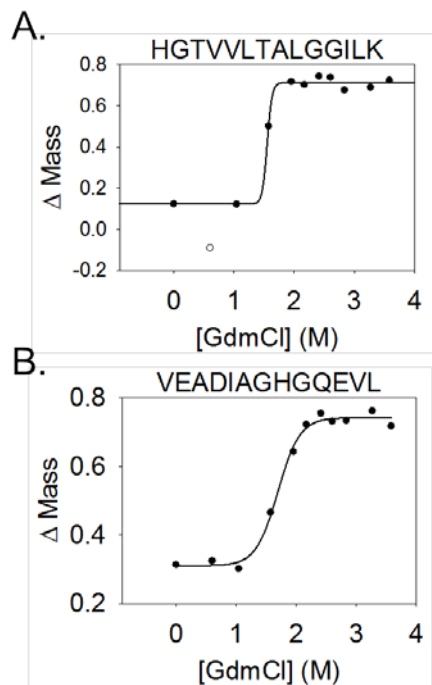 A.
HGTVVLTALGGILK
0.8
0.6
0.4
0.2
0.0
-0.2
Δ Mass
0 1 2 3 4
[GdmCl] (M)
B.
VEADIAGHGQEVL
0.8
0.6
0.4
0.2
Δ Mass
0 1 2 3 4
[GdmCl] (M)